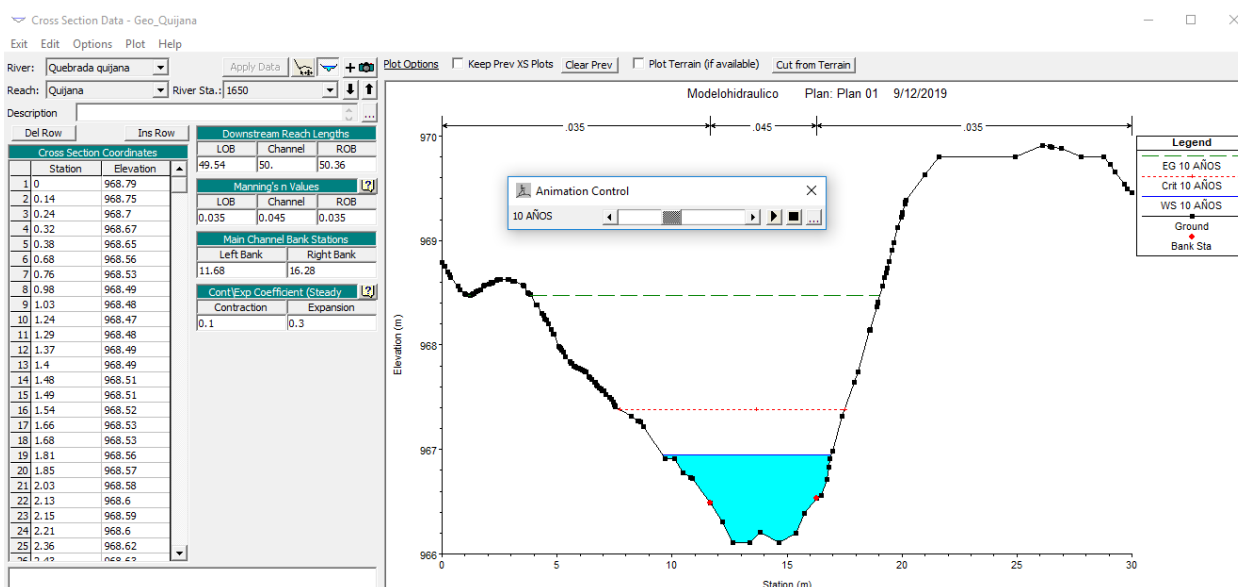 Cross Section Data - Geo_Quijana
Exit Edit Options Plot Help
River: Quebrada quijana Apply Data
Reach: Quijana River Sta.: 1650
Description ...
Del Row Ins Row
Cross Section Coordinates
Station Elevation
1 0 968.79
2 0.14 968.75
3 0.24 968.7
4 0.32 968.67
5 0.38 968.65
6 0.68 968.56
7 0.76 968.53
8 0.98 968.49
9 1.03 968.48
10 1.24 968.47
11 1.29 968.48
12 1.37 968.49
13 1.4 968.49
14 1.48 968.51
15 1.49 968.51
16 1.54 968.52
17 1.66 968.53
18 1.68 968.53
19 1.81 968.56
20 1.85 968.57
21 2.03 968.58
22 2.13 968.6
23 2.15 968.59
24 2.21 968.6
25 2.36 968.62
26 2.43 968.63
Downstream Reach Lengths
LOB Channel ROB
49.54 50. 50.36
Manning's n Values ?
LOB Channel ROB
0.035 0.045 0.035
Main Channel Bank Stations
Left Bank Right Bank
11.68 16.28
Cont\Exp Coefficient (Steady ?
Contraction Expansion
0.1 0.3
Plot Options Keep Prev XS Plots Clear Prev Plot Terrain (if available) Cut from Terrain
Modelohidraulico Plan: Plan 01 9/12/2019
.035 .045 .035
970
969
968
967
966
Elevation (m)
0 5 10 15 20 25 30
Station (m)
Animation Control
10 AÑOS ...
Legend
EG 10 AÑOS
Crit 10 AÑOS
WS 10 AÑOS
Ground
Bank Sta